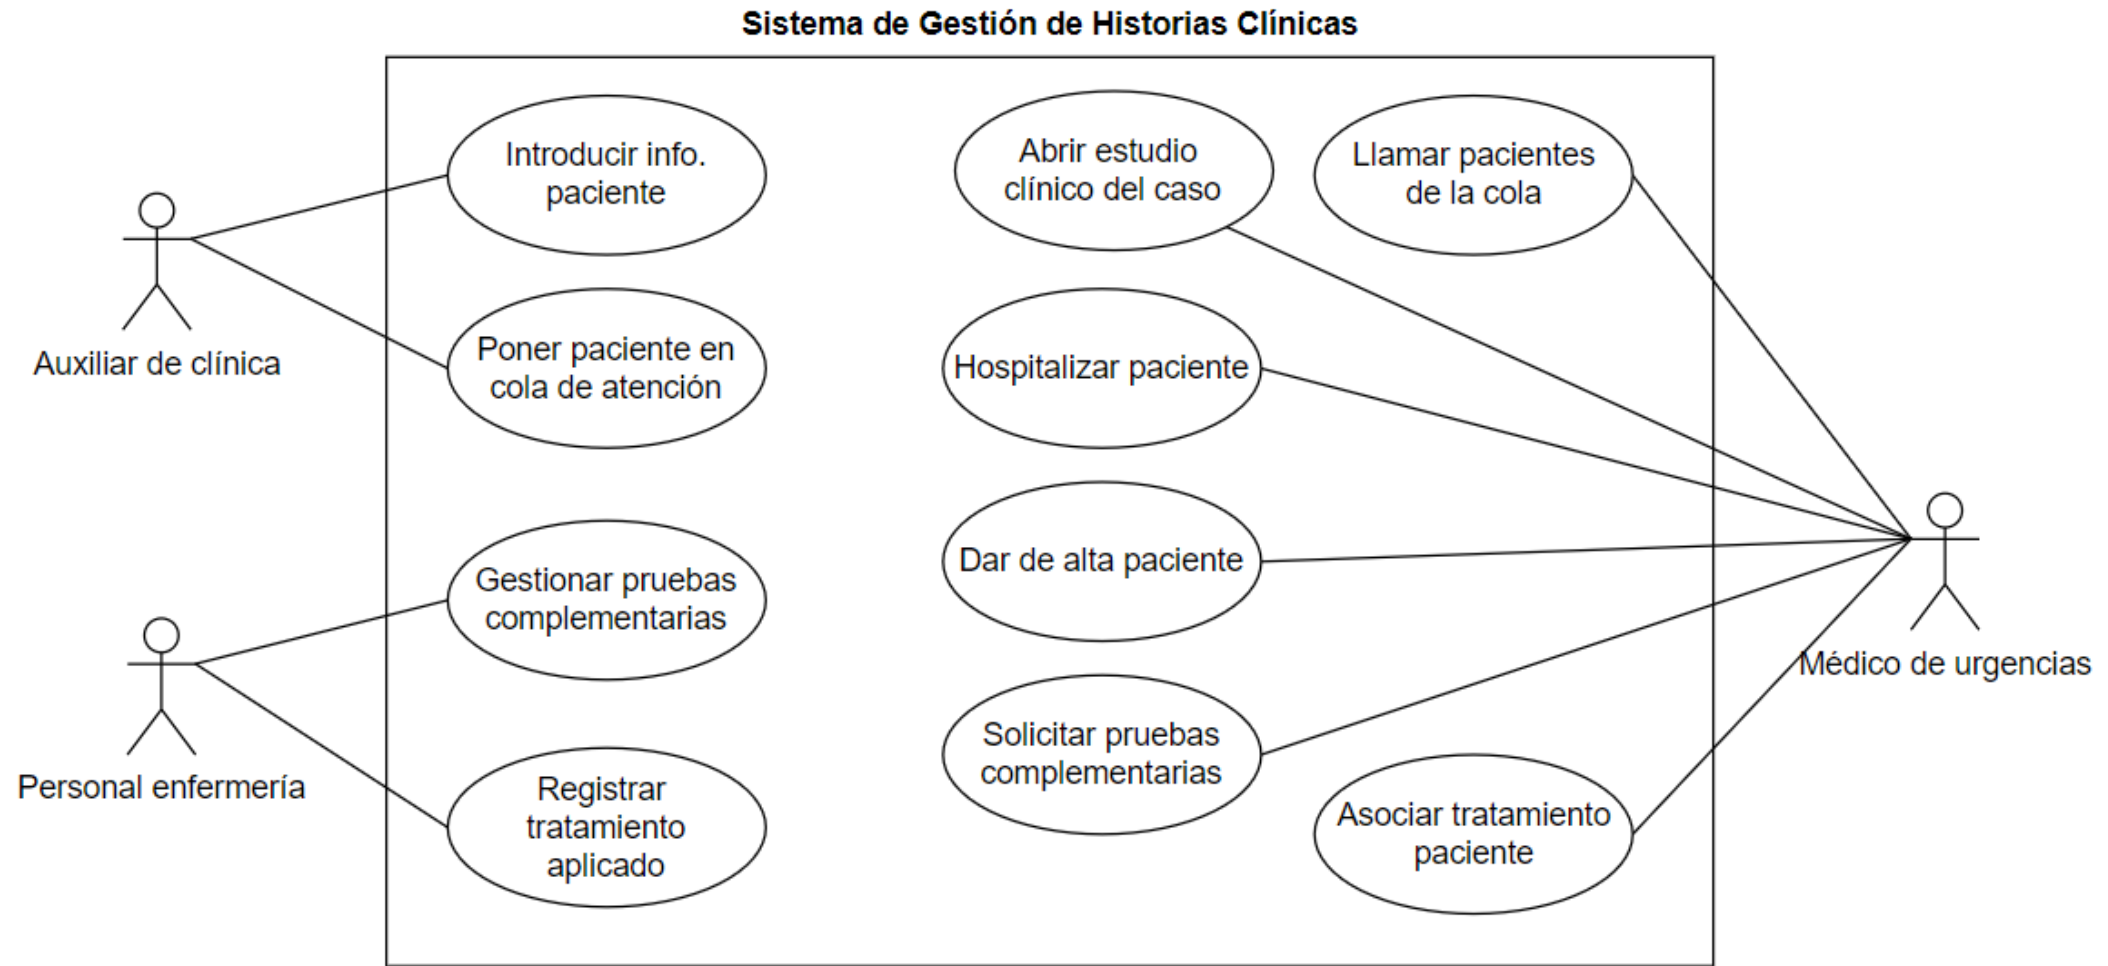 Sistema de Gestión de Historias Clínicas
Introducir info.
paciente
Abrir estudio
clínico del caso
Llamar pacientes
de la cola
Auxiliar de clínica
Poner paciente en
cola de atención
Hospitalizar paciente
Dar de alta paciente
Gestionar pruebas
complementarias
Médico de urgencias
Personal enfermería
Solicitar pruebas
complementarias
Registrar
tratamiento
aplicado
Asociar tratamiento
paciente